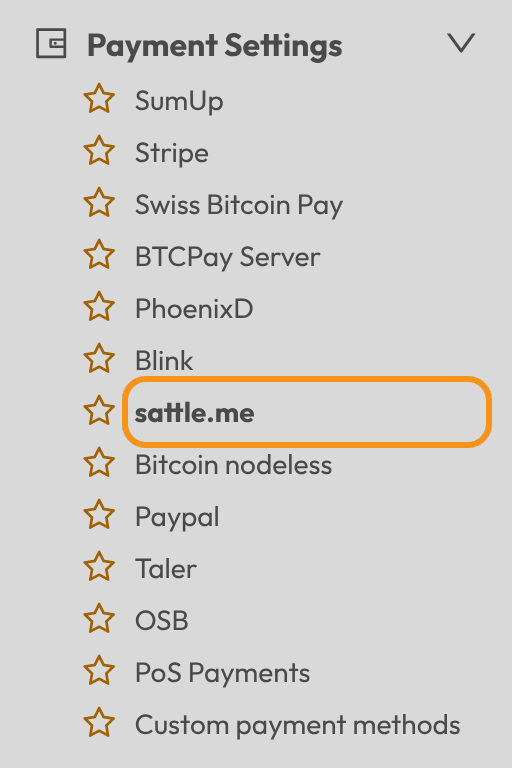 Payment Settings
SumUp
Stripe
Swiss Bitcoin Pay
BTCPay Server
PhoenixD
Blink
sattle.me
Bitcoin nodeless
Paypal
Taler
OSB
PoS Payments
Custom payment methods